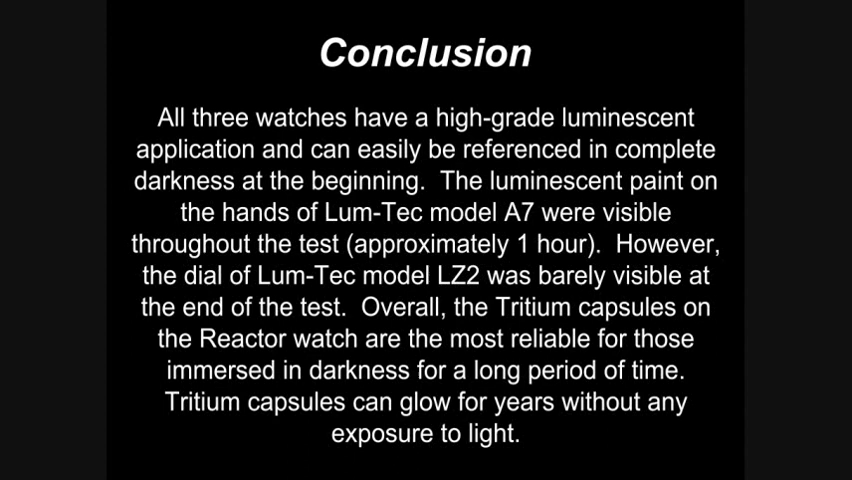 Conclusion
All three watches have a high-grade luminescent
application and can easily be referenced in complete
darkness at the beginning.  The luminescent paint on
the hands of Lum-Tec model A7 were visible
throughout the test (approximately 1 hour).  However,
the dial of Lum-Tec model LZ2 was barely visible at
the end of the test.  Overall, the Tritium capsules on
the Reactor watch are the most reliable for those
immersed in darkness for a long period of time.
Tritium capsules can glow for years without any
exposure to light.